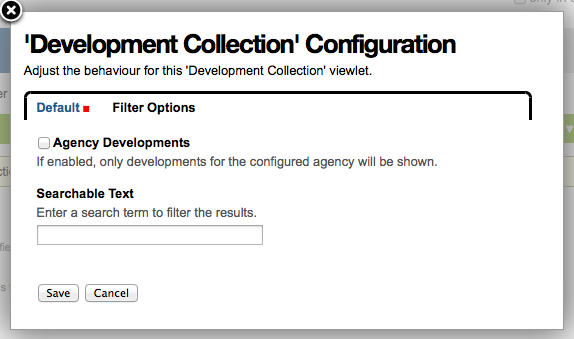 'Development Collection' Configuration
Adjust the behaviour for this 'Development Collection' viewlet.
Default Filter Options
Agency Developments
If enabled, only developments for the configured agency will be shown.
Searchable Text
Enter a search term to filter the results.
Save Cancel